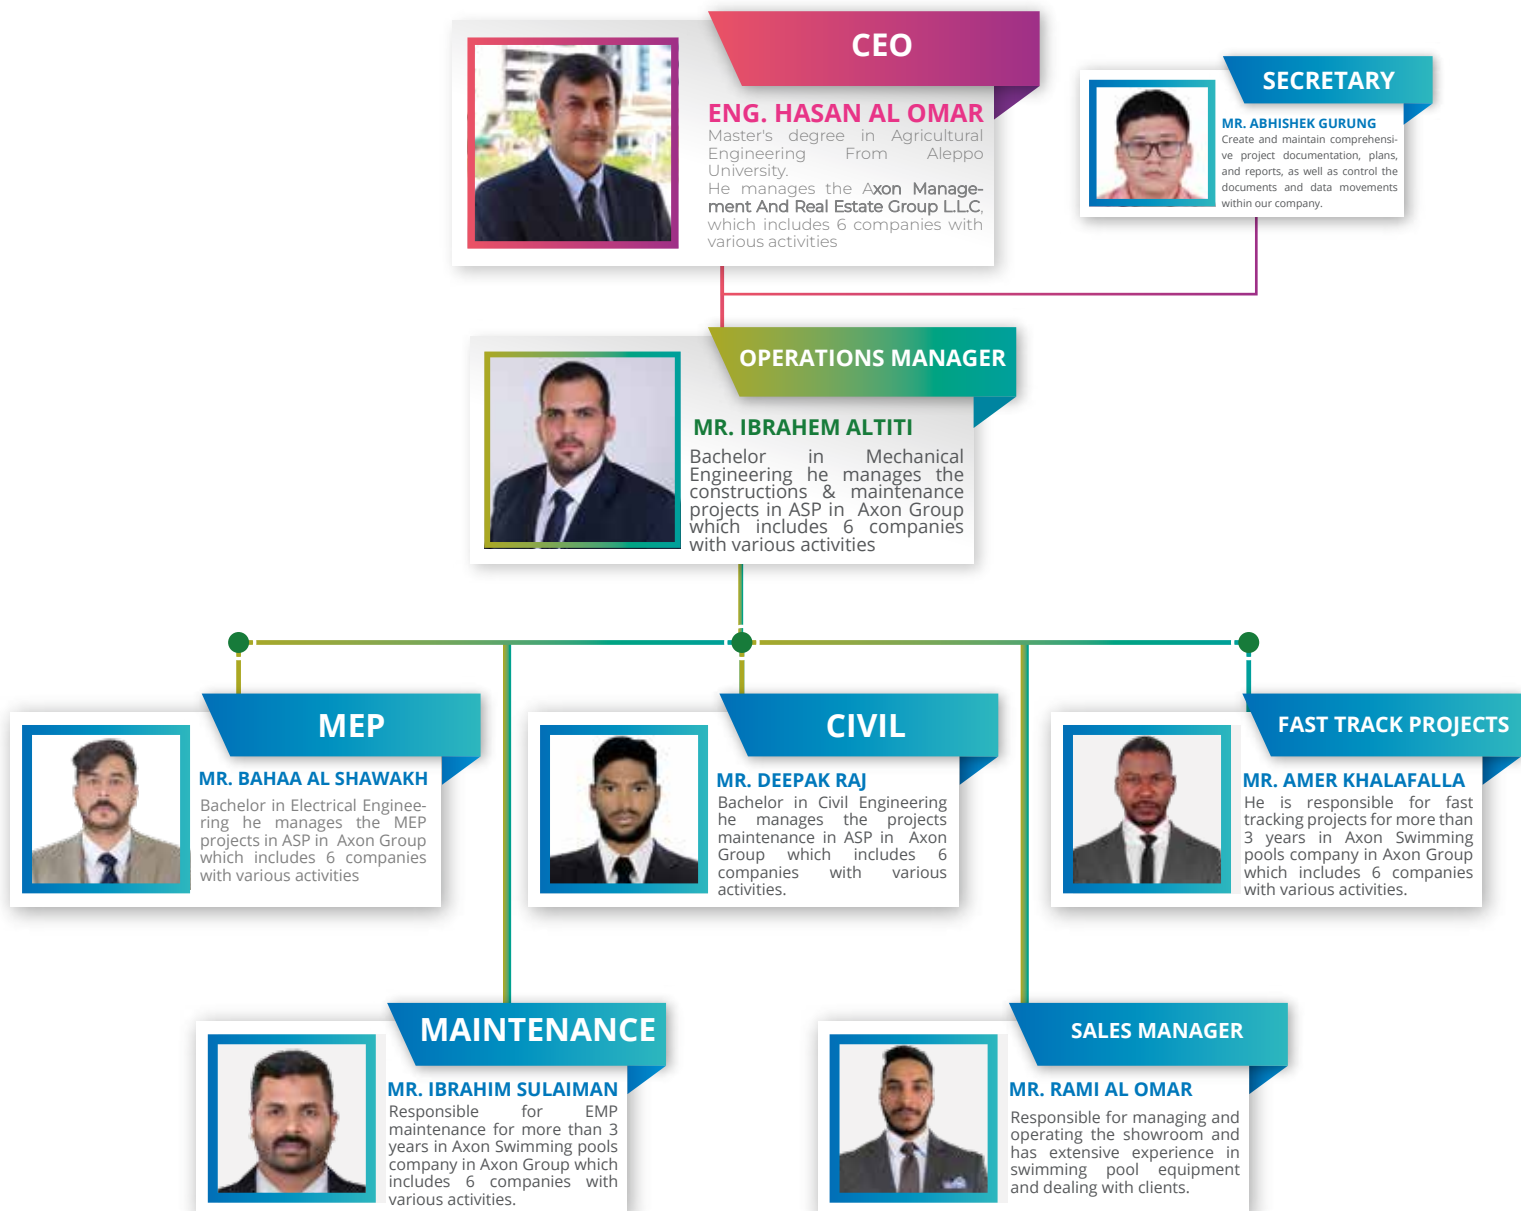 CEO
ENG. HASAN AL OMAR
Master's degree in Agricultural
Engineering From Aleppo
University.
He manages the Axon Manage-
ment And Real Estate Group L.L.C,
which includes 6 companies with
various activities
SECRETARY
MR. ABHISHEK GURUNG
Create and maintain comprehensi-
ve project documentation, plans,
and reports, as well as control the
documents and data movements
within our company.
OPERATIONS MANAGER
MR. IBRAHEM ALTITI
Bachelor in Mechanical
Engineering he manages the
constructions & maintenance
projects in ASP in Axon Group
which includes 6 companies
with various activities
MEP
MR. BAHAA AL SHAWAKH
Bachelor in Electrical Enginee-
ring he manages the MEP
projects in ASP in Axon Group
which includes 6 companies
with various activities
CIVIL
MR. DEEPAK RAJ
Bachelor in Civil Engineering
he manages the projects
maintenance in ASP in Axon
Group which includes 6
companies with various
activities.
FAST TRACK PROJECTS
MR. AMER KHALAFALLA
He is responsible for fast
tracking projects for more than
3 years in Axon Swimming
pools company in Axon Group
which includes 6 companies
with various activities.
MAINTENANCE
MR. IBRAHIM SULAIMAN
Responsible for EMP
maintenance for more than 3
years in Axon Swimming pools
company in Axon Group which
includes 6 companies with
various activities.
SALES MANAGER
MR. RAMI AL OMAR
Responsible for managing and
operating the showroom and
has extensive experience in
swimming pool equipment
and dealing with clients.